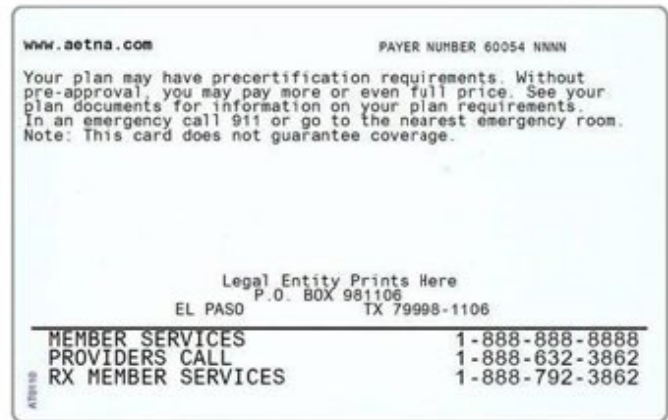 www.aetna.com PAYER NUMBER 60054 NNNN
Your plan may have precertification requirements. Without
pre-approval, you may pay more or even full price. See your
plan documents for information on your plan requirements.
In an emergency call 911 or go to the nearest emergency room.
Note: This card does not guarantee coverage.
Legal Entity Prints Here
P.O. BOX 981106
EL PASO TX 79998-1106
MEMBER SERVICES 1-888-888-8888
PROVIDERS CALL 1-888-632-3862
RX MEMBER SERVICES 1-888-792-3862
AT0110